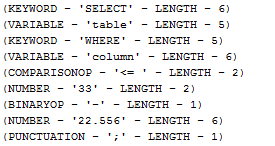 (KEYWORD - 'SELECT' - LENGTH - 6)
(VARIABLE - 'table' - LENGTH - 5)
(KEYWORD - 'WHERE' - LENGTH - 5)
(VARIABLE - 'column' - LENGTH - 6)
(COMPARISONOP - '<= ' - LENGTH - 2)
(NUMBER - '33' - LENGTH - 2)
(BINARYOP - '-' - LENGTH - 1)
(NUMBER - '22.556' - LENGTH - 6)
(PUNCTUATION - ';' - LENGTH - 1)